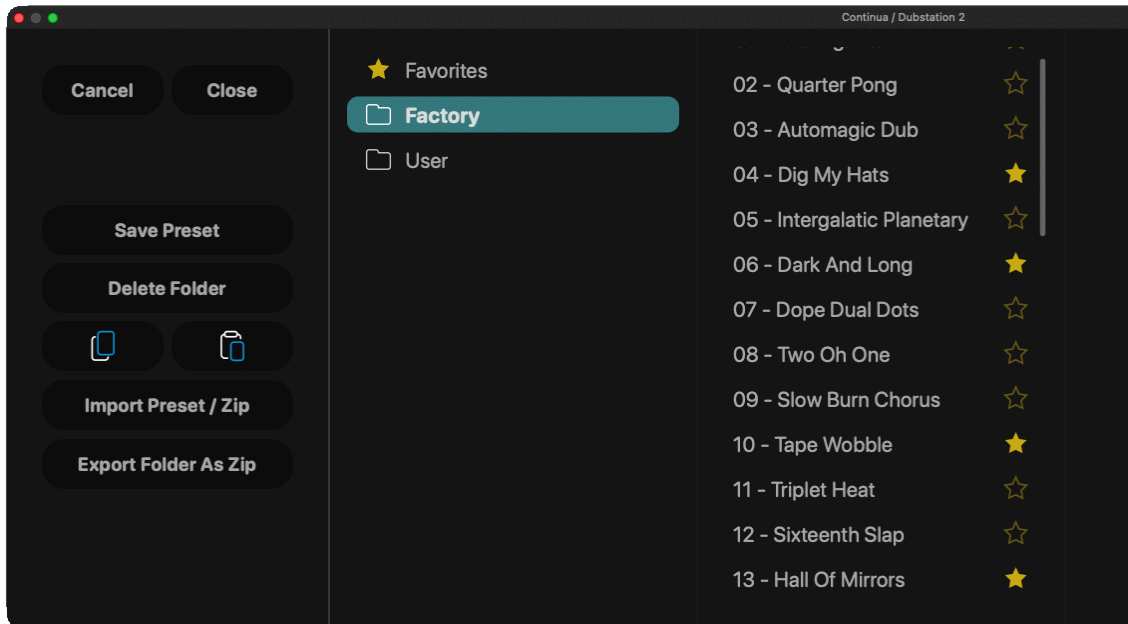 Continua / Dubstation 2
Cancel
Close
Save Preset
Delete Folder
Import Preset / Zip
Export Folder As Zip
Favorites
Factory
User
02 - Quarter Pong
03 - Automagic Dub
04 - Dig My Hats
05 - Intergalatic Planetary
06 - Dark And Long
07 - Dope Dual Dots
08 - Two Oh One
09 - Slow Burn Chorus
10 - Tape Wobble
11 - Triplet Heat
12 - Sixteenth Slap
13 - Hall Of Mirrors